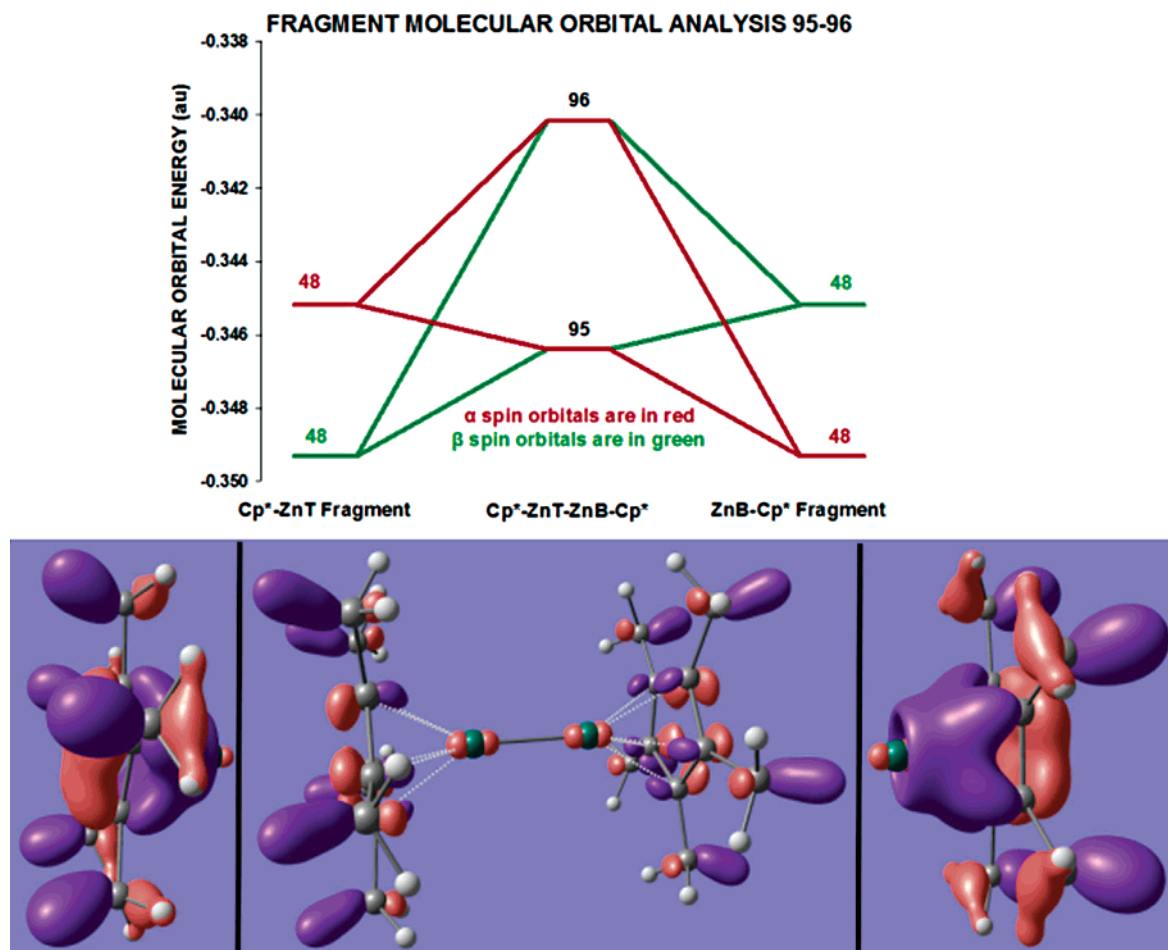 FRAGMENT MOLECULAR ORBITAL ANALYSIS 95-96
MOLECULAR ORBITAL ENERGY (au)
-0.338
-0.340
-0.342
-0.344
-0.346
-0.348
-0.350
96
48
48
95
α spin orbitals are in red
β spin orbitals are in green
48
48
Cp*-ZnT Fragment
Cp*-ZnT-ZnB-Cp*
ZnB-Cp* Fragment